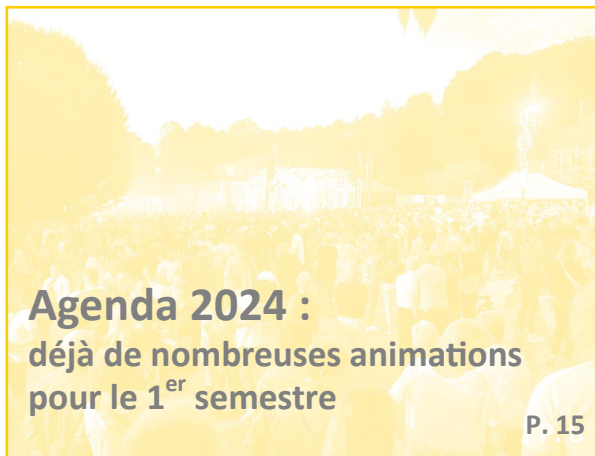 Agenda 2024 :
déjà de nombreuses animations
pour le 1er semestre
P. 15